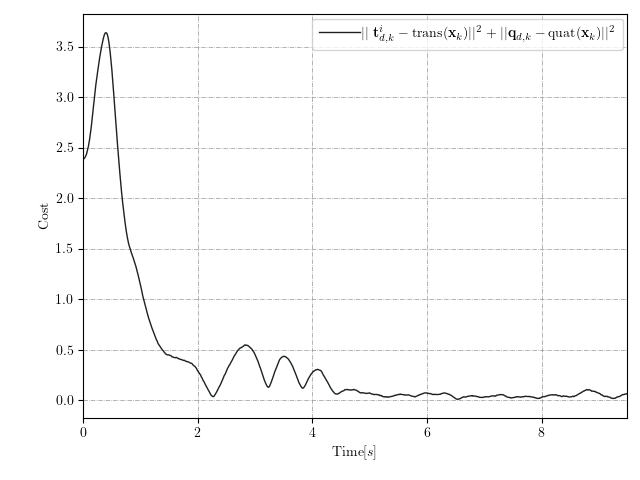 || 𝐭ⁱ_{d,k} − trans(𝐱_k)||² + ||𝐪_{d,k} − quat(𝐱_k)||²
3.5
3.0
2.5
2.0
1.5
1.0
0.5
0.0
Cost
0 2 4 6 8
Time[s]